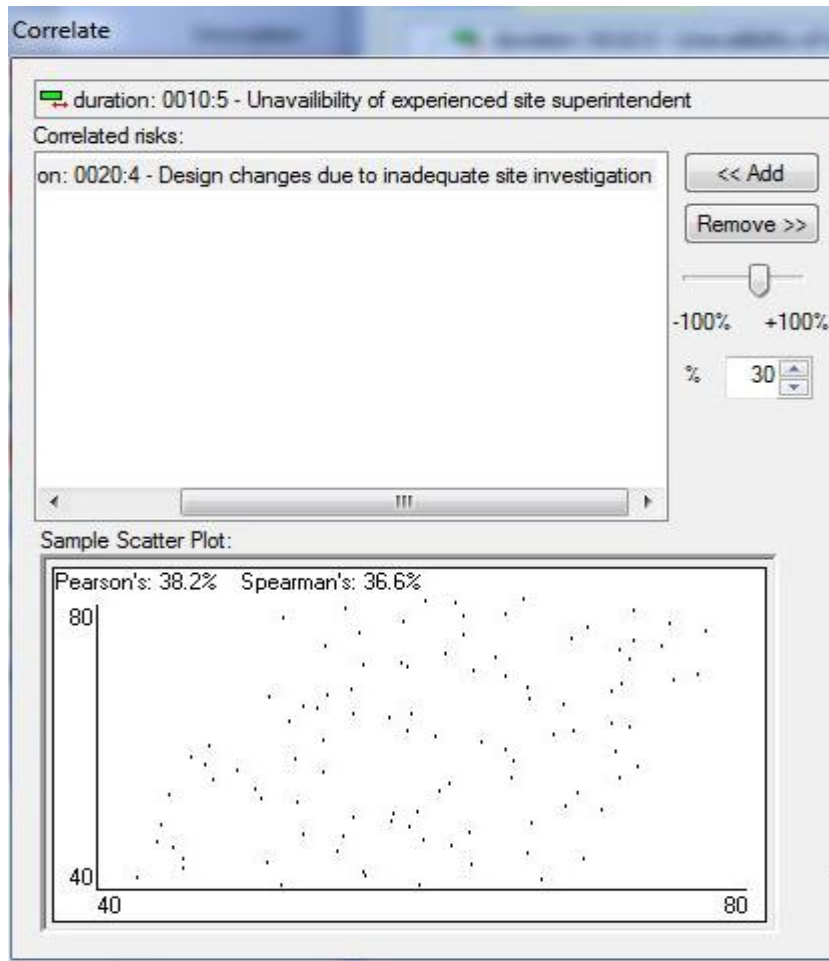 Correlate
duration: 0010:5 - Unavailibility of experienced site superintendent
Correlated risks:
on: 0020:4 - Design changes due to inadequate site investigation
<< Add
Remove >>
-100% +100%
% 30
Sample Scatter Plot:
Pearson's: 38.2% Spearman's: 36.6%
80
40
40 80